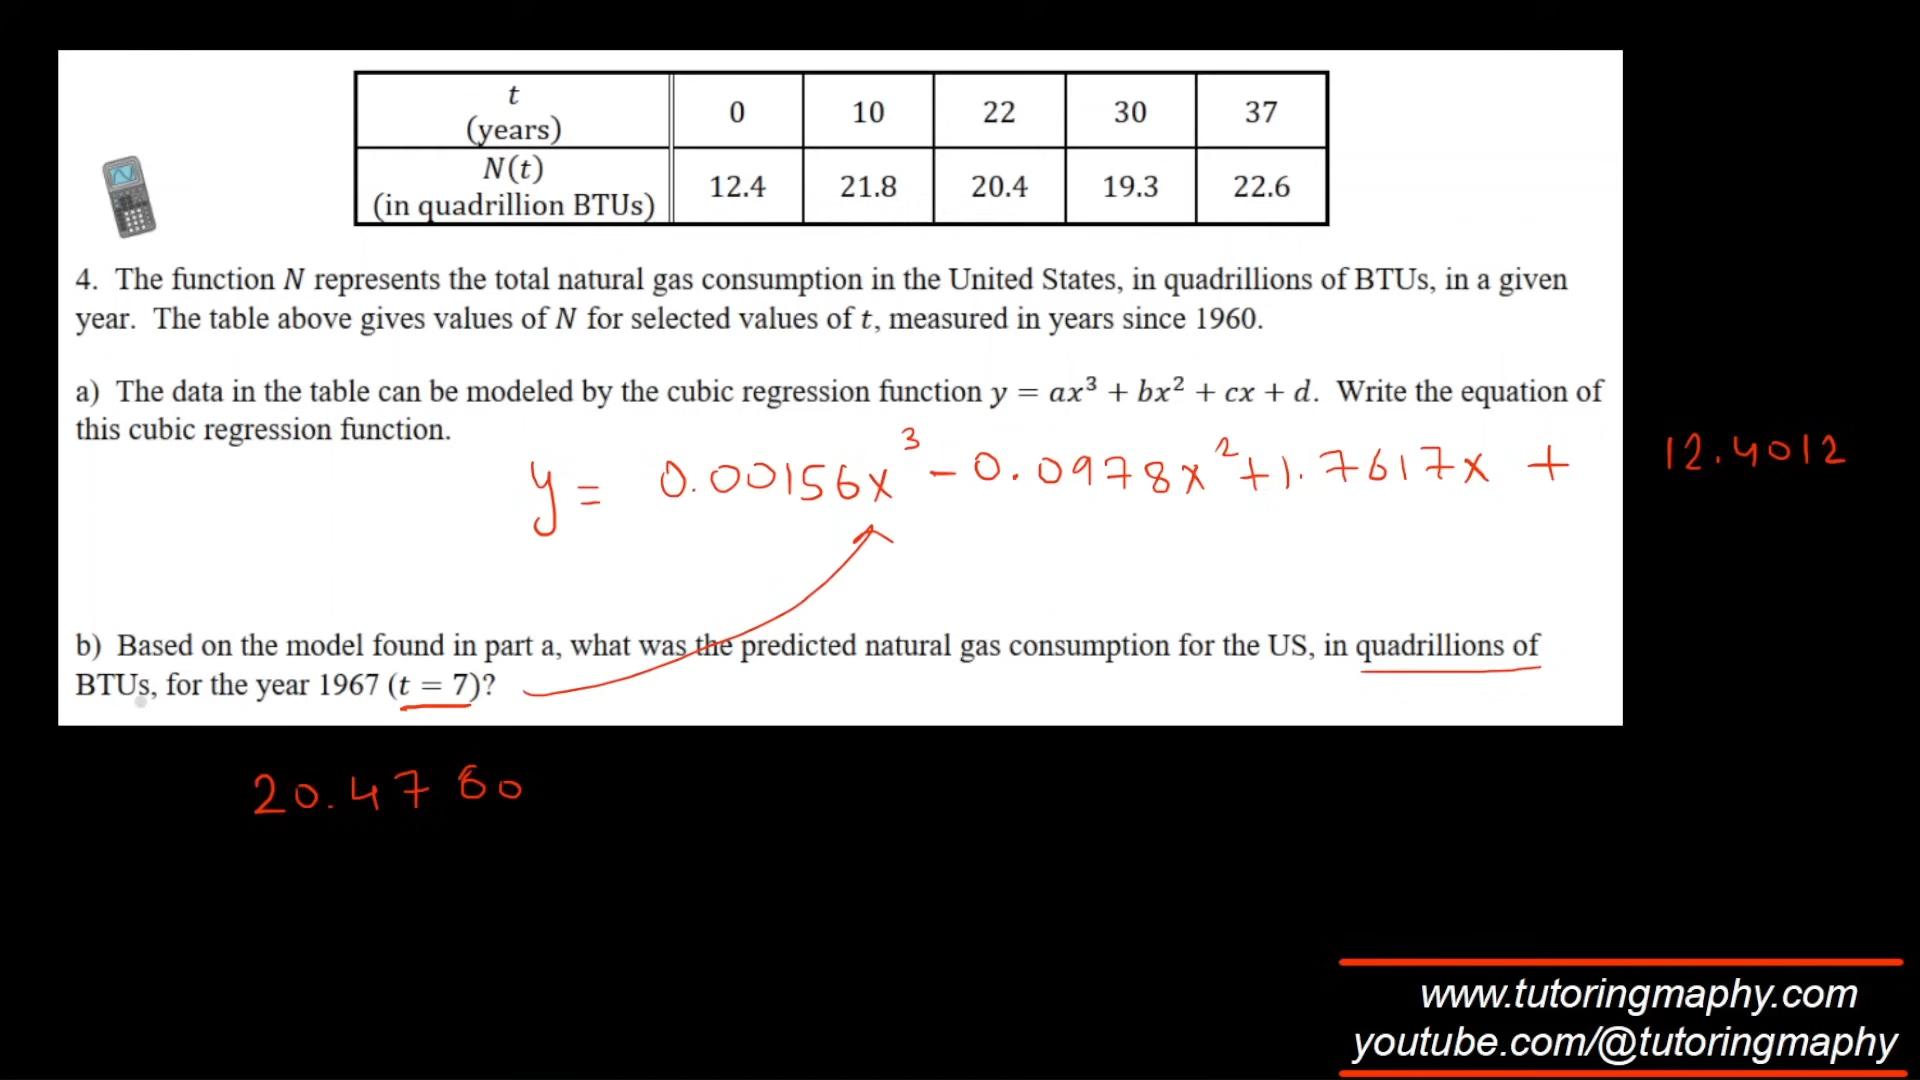 t
(years) 0 10 22 30 37
N(t)
(in quadrillion BTUs) 12.4 21.8 20.4 19.3 22.6
4. The function N represents the total natural gas consumption in the United States, in quadrillions of BTUs, in a given
year. The table above gives values of N for selected values of t, measured in years since 1960.
a) The data in the table can be modeled by the cubic regression function y = ax³ + bx² + cx + d. Write the equation of
this cubic regression function.
y = 0.00156x³ - 0.0978x² + 1.7617x + 12.4012
b) Based on the model found in part a, what was the predicted natural gas consumption for the US, in quadrillions of
BTUs, for the year 1967 (t = 7)?
20.4760
www.tutoringmaphy.com
youtube.com/@tutoringmaphy